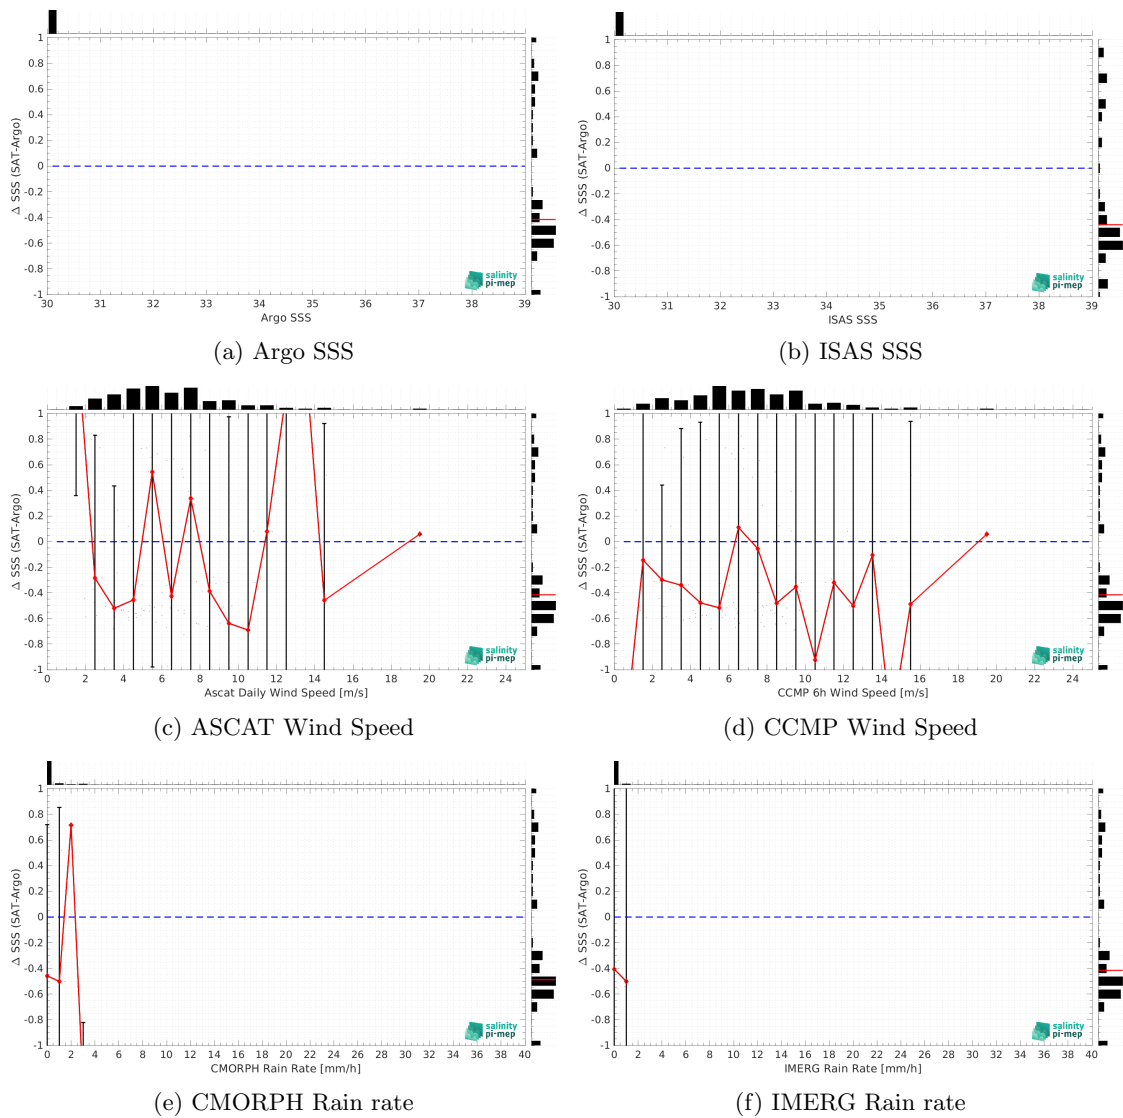 1
0.8
0.6
0.4
0.2
0
-0.2
-0.4
-0.6
-0.8
-1
Δ SSS (SAT-Argo)
30 31 32 33 34 35 36 37 38 39
Argo SSS
salinity
pi-mep
(a) Argo SSS
1
0.8
0.6
0.4
0.2
0
-0.2
-0.4
-0.6
-0.8
-1
Δ SSS (SAT-Argo)
30 31 32 33 34 35 36 37 38 39
ISAS SSS
salinity
pi-mep
(b) ISAS SSS
1
0.8
0.6
0.4
0.2
0
-0.2
-0.4
-0.6
-0.8
-1
Δ SSS (SAT-Argo)
0 2 4 6 8 10 12 14 16 18 20 22 24
Ascat Daily Wind Speed [m/s]
salinity
pi-mep
(c) ASCAT Wind Speed
1
0.8
0.6
0.4
0.2
0
-0.2
-0.4
-0.6
-0.8
-1
Δ SSS (SAT-Argo)
0 2 4 6 8 10 12 14 16 18 20 22 24
CCMP 6h Wind Speed [m/s]
salinity
pi-mep
(d) CCMP Wind Speed
1
0.8
0.6
0.4
0.2
0
-0.2
-0.4
-0.6
-0.8
-1
Δ SSS (SAT-Argo)
0 2 4 6 8 10 12 14 16 18 20 22 24 26 28 30 32 34 36 38 40
CMORPH Rain Rate [mm/h]
salinity
pi-mep
(e) CMORPH Rain rate
1
0.8
0.6
0.4
0.2
0
-0.2
-0.4
-0.6
-0.8
-1
Δ SSS (SAT-Argo)
0 2 4 6 8 10 12 14 16 18 20 22 24 26 28 30 32 34 36 38 40
IMERG Rain Rate [mm/h]
salinity
pi-mep
(f) IMERG Rain rate